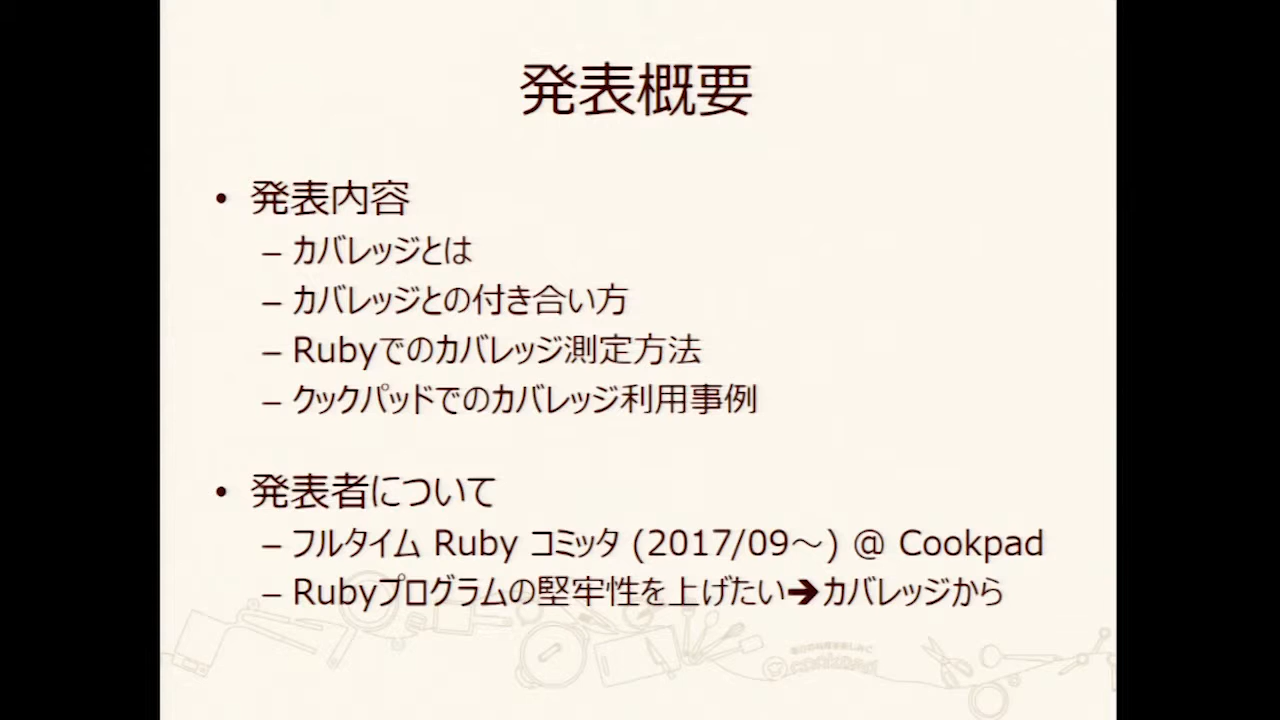 発表概要
• 発表内容
– カバレッジとは
– カバレッジとの付き合い方
– Rubyでのカバレッジ測定方法
– クックパッドでのカバレッジ利用事例
• 発表者について
– フルタイム Ruby コミッタ (2017/09～) @ Cookpad
– Rubyプログラムの堅牢性を上げたい➔カバレッジから
cookpad